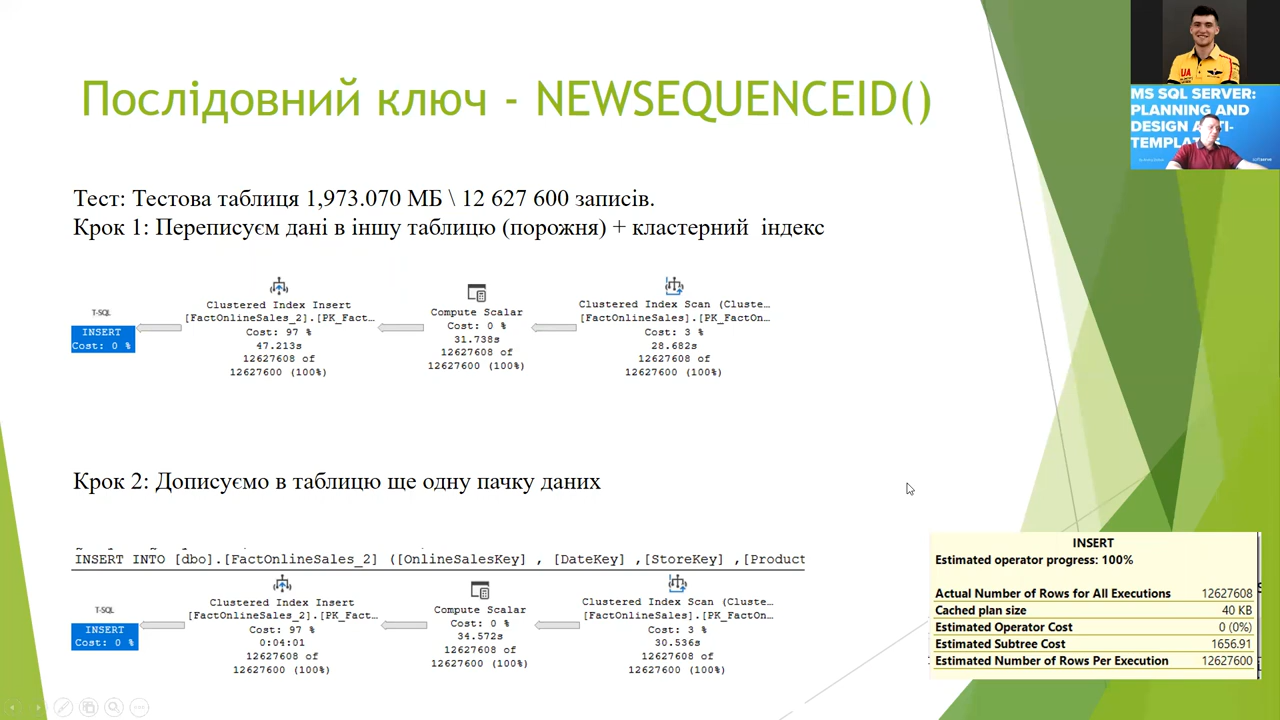 Послідовний ключ - NEWSEQUENCEID()
UA
MS SQL SERVER:
PLANNING AND
DESIGN
TEMPLAT
Тест: Тестова таблиця 1,973.070 МБ \ 12 627 600 записів.
Крок 1: Переписуєм дані в іншу таблицю (порожня) + кластерний індекс
T-SQL
INSERT
Cost: 0 %
Clustered Index Insert
[FactOnlineSales_2].[PK_Fact…
Cost: 97 %
47.213s
12627608 of
12627600 (100%)
Compute Scalar
Cost: 0 %
31.738s
12627608 of
12627600 (100%)
Clustered Index Scan (Cluste…
[FactOnlineSales].[PK_FactOn…
Cost: 3 %
28.682s
12627608 of
12627600 (100%)
Крок 2: Дописуємо в таблицю ще одну пачку даних
INSERT INTO [dbo].[FactOnlineSales_2] ([OnlineSalesKey] , [DateKey] ,[StoreKey] ,[Product
T-SQL
INSERT
Cost: 0 %
Clustered Index Insert
[FactOnlineSales_2].[PK_Fact…
Cost: 97 %
0:04:01
12627608 of
12627600 (100%)
Compute Scalar
Cost: 0 %
34.572s
12627608 of
12627600 (100%)
Clustered Index Scan (Cluste…
[FactOnlineSales].[PK_FactOn…
Cost: 3 %
30.536s
12627608 of
12627600 (100%)
INSERT
Estimated operator progress: 100%
Actual Number of Rows for All Executions 12627608
Cached plan size 40 KB
Estimated Operator Cost 0 (0%)
Estimated Subtree Cost 1656.91
Estimated Number of Rows Per Execution 12627600